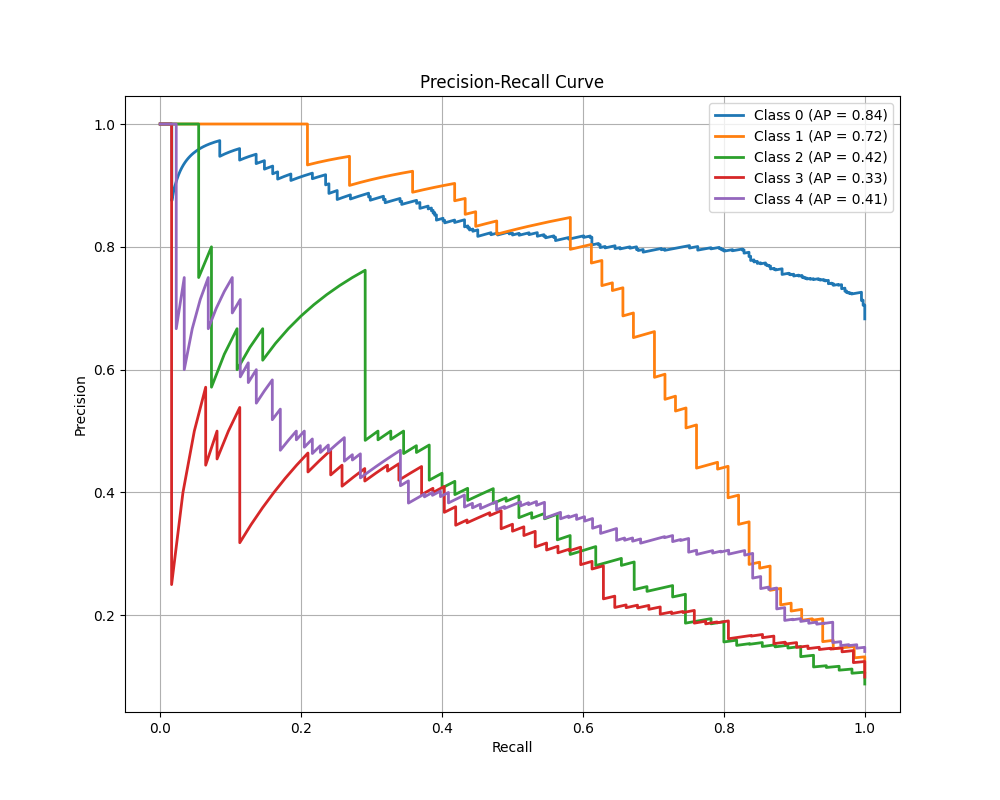 Precision-Recall Curve
Class 0 (AP = 0.84)
Class 1 (AP = 0.72)
Class 2 (AP = 0.42)
Class 3 (AP = 0.33)
Class 4 (AP = 0.41)
1.0
0.8
0.6
0.4
0.2
Precision
0.0 0.2 0.4 0.6 0.8 1.0
Recall